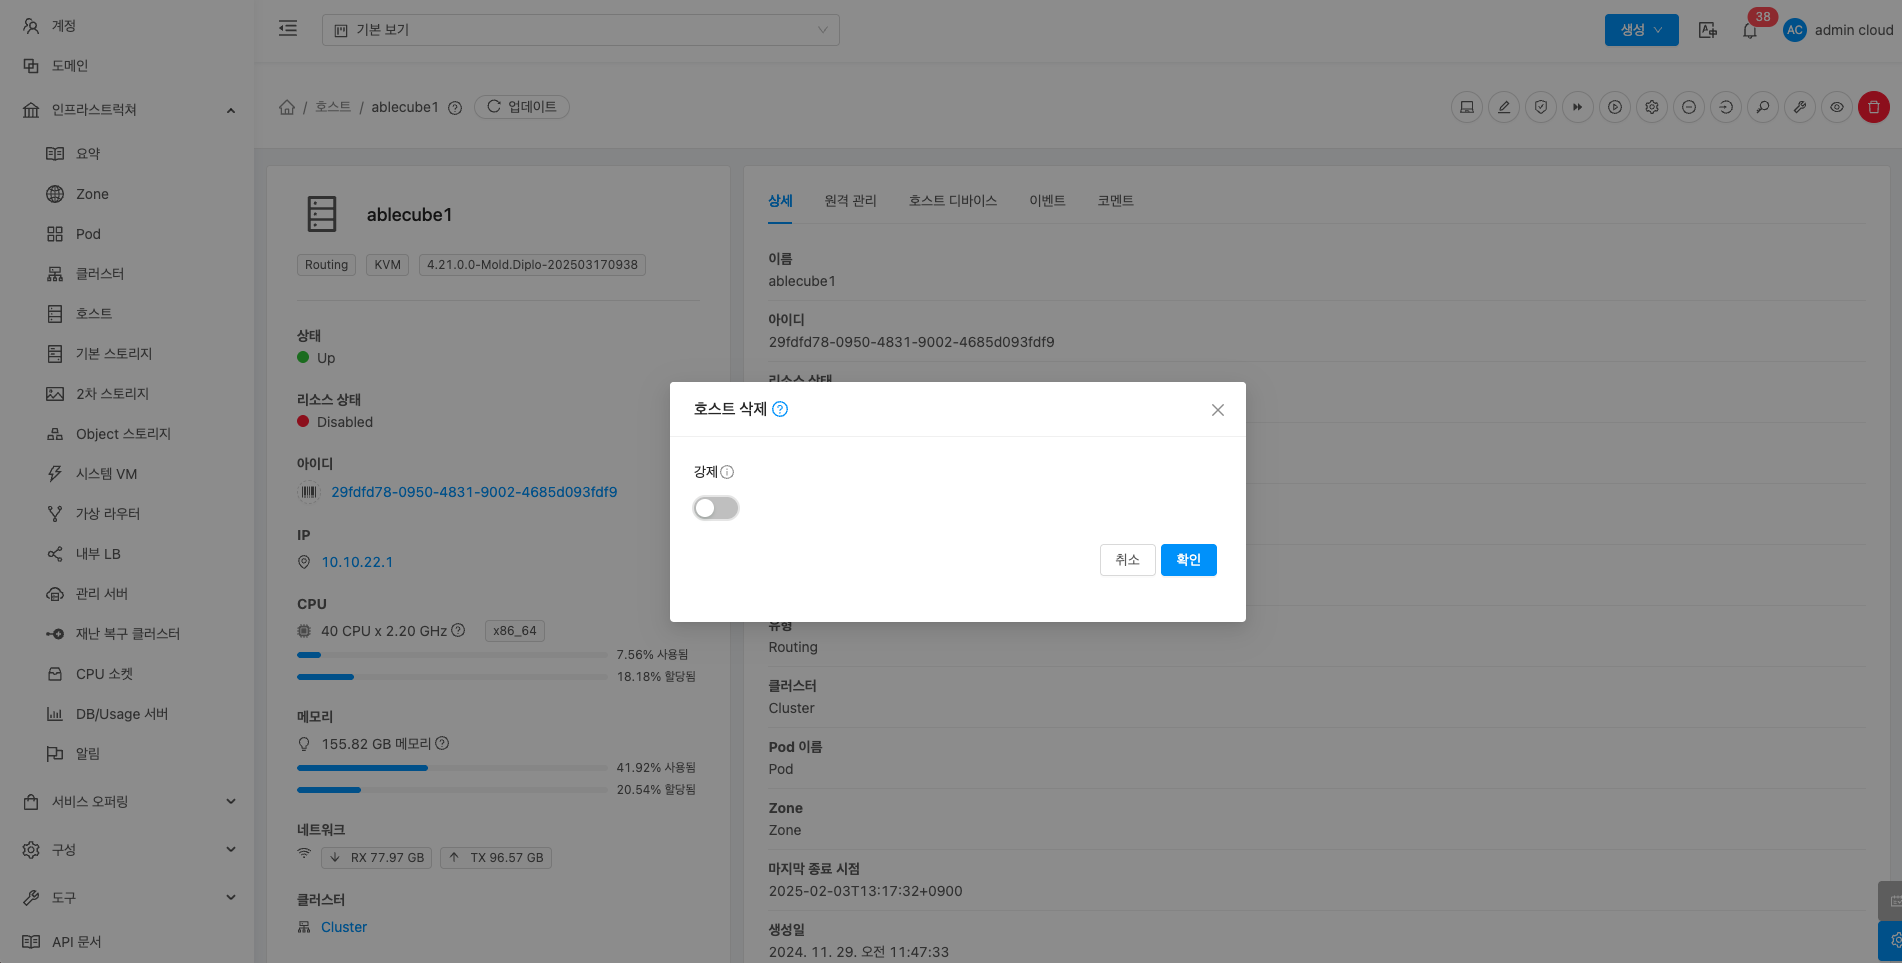 계정
도메인
인프라스트럭쳐
요약
Zone
Pod
클러스터
호스트
기본 스토리지
2차 스토리지
Object 스토리지
시스템 VM
가상 라우터
내부 LB
관리 서버
재난 복구 클러스터
CPU 소켓
DB/Usage 서버
알림
서비스 오퍼링
구성
도구
API 문서
기본 보기
생성
38
AC
admin cloud
/ 호스트 / ablecube1
업데이트
ablecube1
Routing
KVM
4.21.0.0-Mold.Diplo-202503170938
상태
Up
리소스 상태
Disabled
아이디
29fdfd78-0950-4831-9002-4685d093fdf9
IP
10.10.22.1
CPU
40 CPU x 2.20 GHz
x86_64
7.56% 사용됨
18.18% 할당됨
메모리
155.82 GB 메모리
41.92% 사용됨
20.54% 할당됨
네트워크
RX 77.97 GB
TX 96.57 GB
클러스터
Cluster
상세
원격 관리
호스트 디바이스
이벤트
코멘트
이름
ablecube1
아이디
29fdfd78-0950-4831-9002-4685d093fdf9
리소스 상태
호스트 삭제
강제
취소
확인
유형
Routing
클러스터
Cluster
Pod 이름
Pod
Zone
Zone
마지막 종료 시점
2025-02-03T13:17:32+0900
생성일
2024. 11. 29. 오전 11:47:33